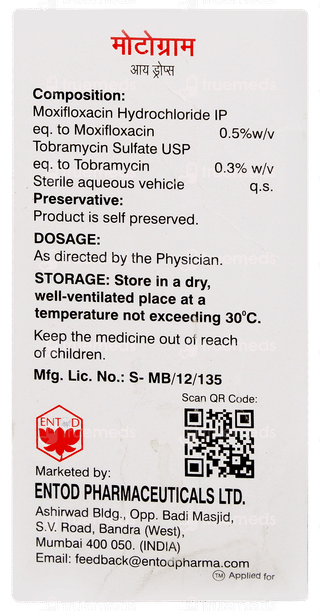 मोटोग्राम
आय ड्रोप्स
Composition:
Moxifloxacin Hydrochloride IP
eq. to Moxifloxacin 0.5%w/v
Tobramycin Sulfate USP
eq. to Tobramycin 0.3% w/v
Sterile aqueous vehicle q.s.
Preservative:
Product is self preserved.
DOSAGE:
As directed by the Physician.
STORAGE: Store in a dry,
well-ventilated place at a
temperature not exceeding 30°C.
Keep the medicine out of reach
of children.
Mfg. Lic. No.: S- MB/12/135
Scan QR Code:
ENTOD
Marketed by:
ENTOD PHARMACEUTICALS LTD.
Ashirwad Bldg., Opp. Badi Masjid,
S.V. Road, Bandra (West),
Mumbai 400 050. (INDIA)
Email: feedback@entodpharma.com
TM Applied for